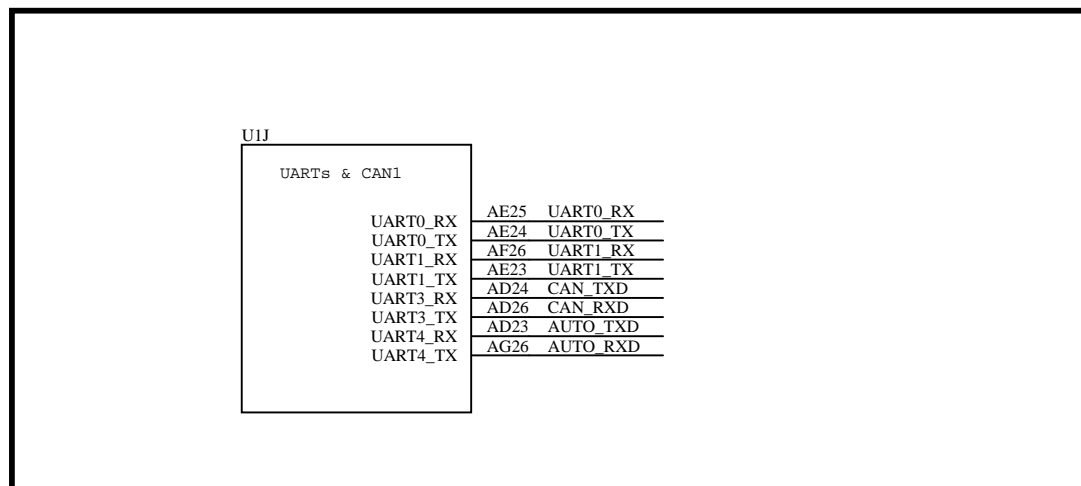 U1J
UARTs & CAN1
UART0_RX AE25 UART0_RX
UART0_TX AE24 UART0_TX
UART1_RX AF26 UART1_RX
UART1_TX AE23 UART1_TX
UART3_RX AD24 CAN_TXD
UART3_TX AD26 CAN_RXD
UART4_RX AD23 AUTO_TXD
UART4_TX AG26 AUTO_RXD